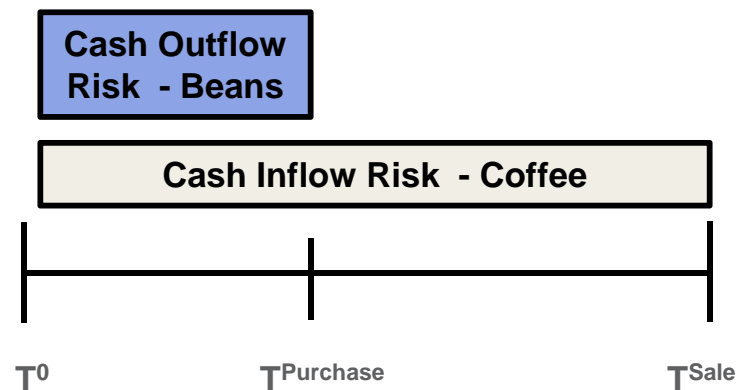 Cash Outflow
Risk - Beans
Cash Inflow Risk - Coffee
T0 TPurchase TSale